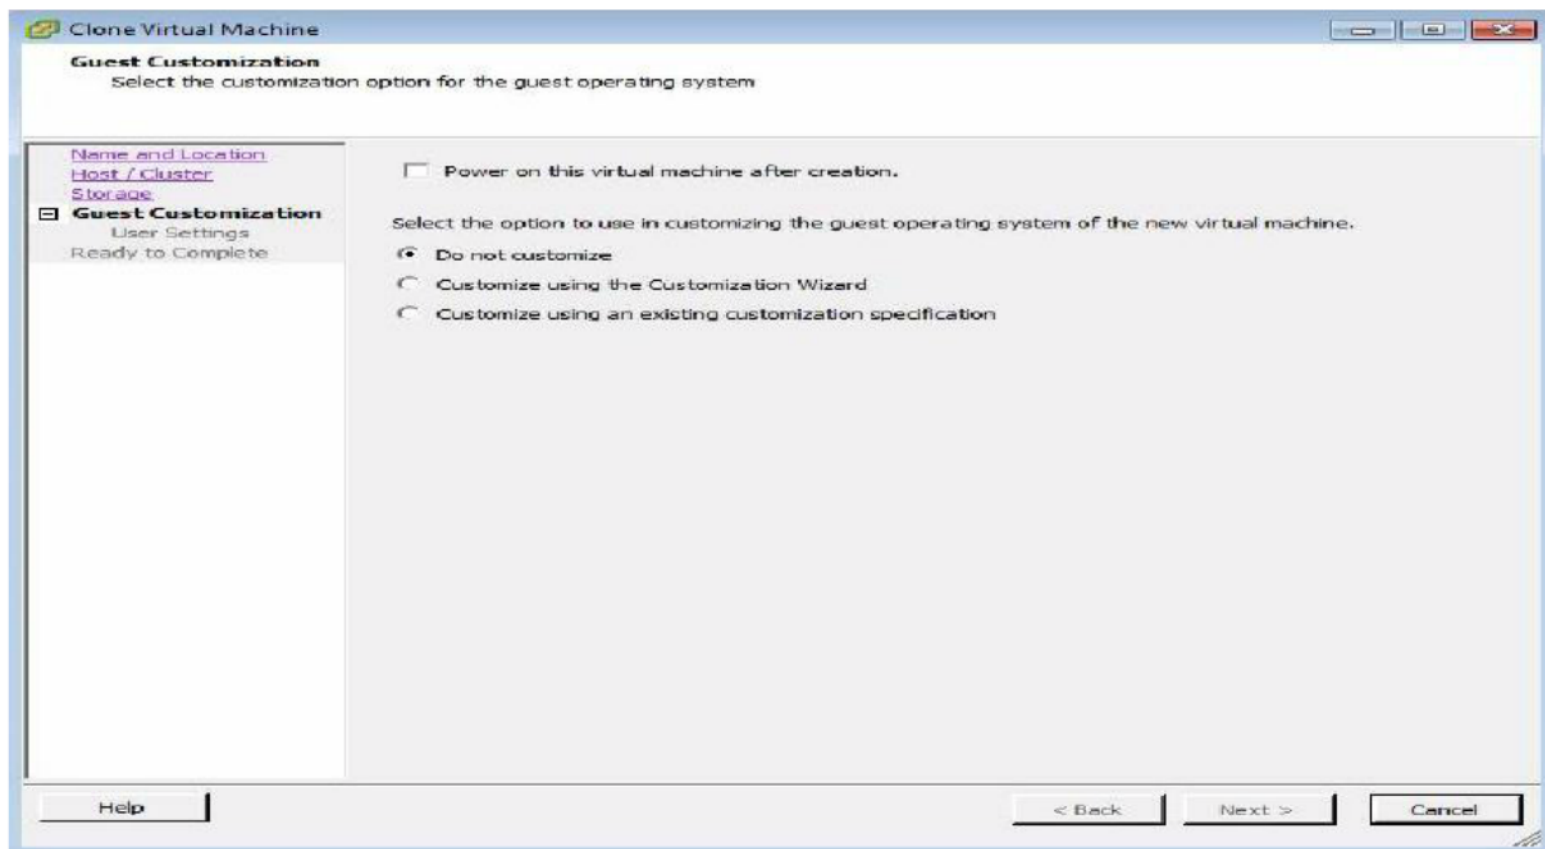 Clone Virtual Machine
Guest Customization
Select the customization option for the guest operating system
Name and Location
Host / Cluster
Storage
Guest Customization
User Settings
Ready to Complete
Power on this virtual machine after creation.
Select the option to use in customizing the guest operating system of the new virtual machine.
Do not customize
Customize using the Customization Wizard
Customize using an existing customization specification
Help
< Back
Next >
Cancel